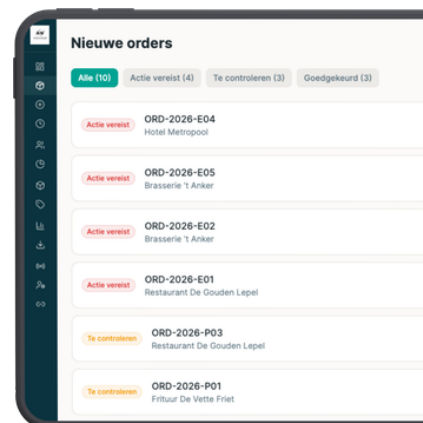 Nieuwe orders
Alle (10) Actie vereist (4) Te controleren (3) Goedgekeurd (3)
Actie vereist ORD-2026-E04
Hotel Metropool
Actie vereist ORD-2026-E05
Brasserie 't Anker
Actie vereist ORD-2026-E02
Brasserie 't Anker
Actie vereist ORD-2026-E01
Restaurant De Gouden Lepel
Te controleren ORD-2026-P03
Restaurant De Gouden Lepel
Te controleren ORD-2026-P01
Frituur De Vette Friet